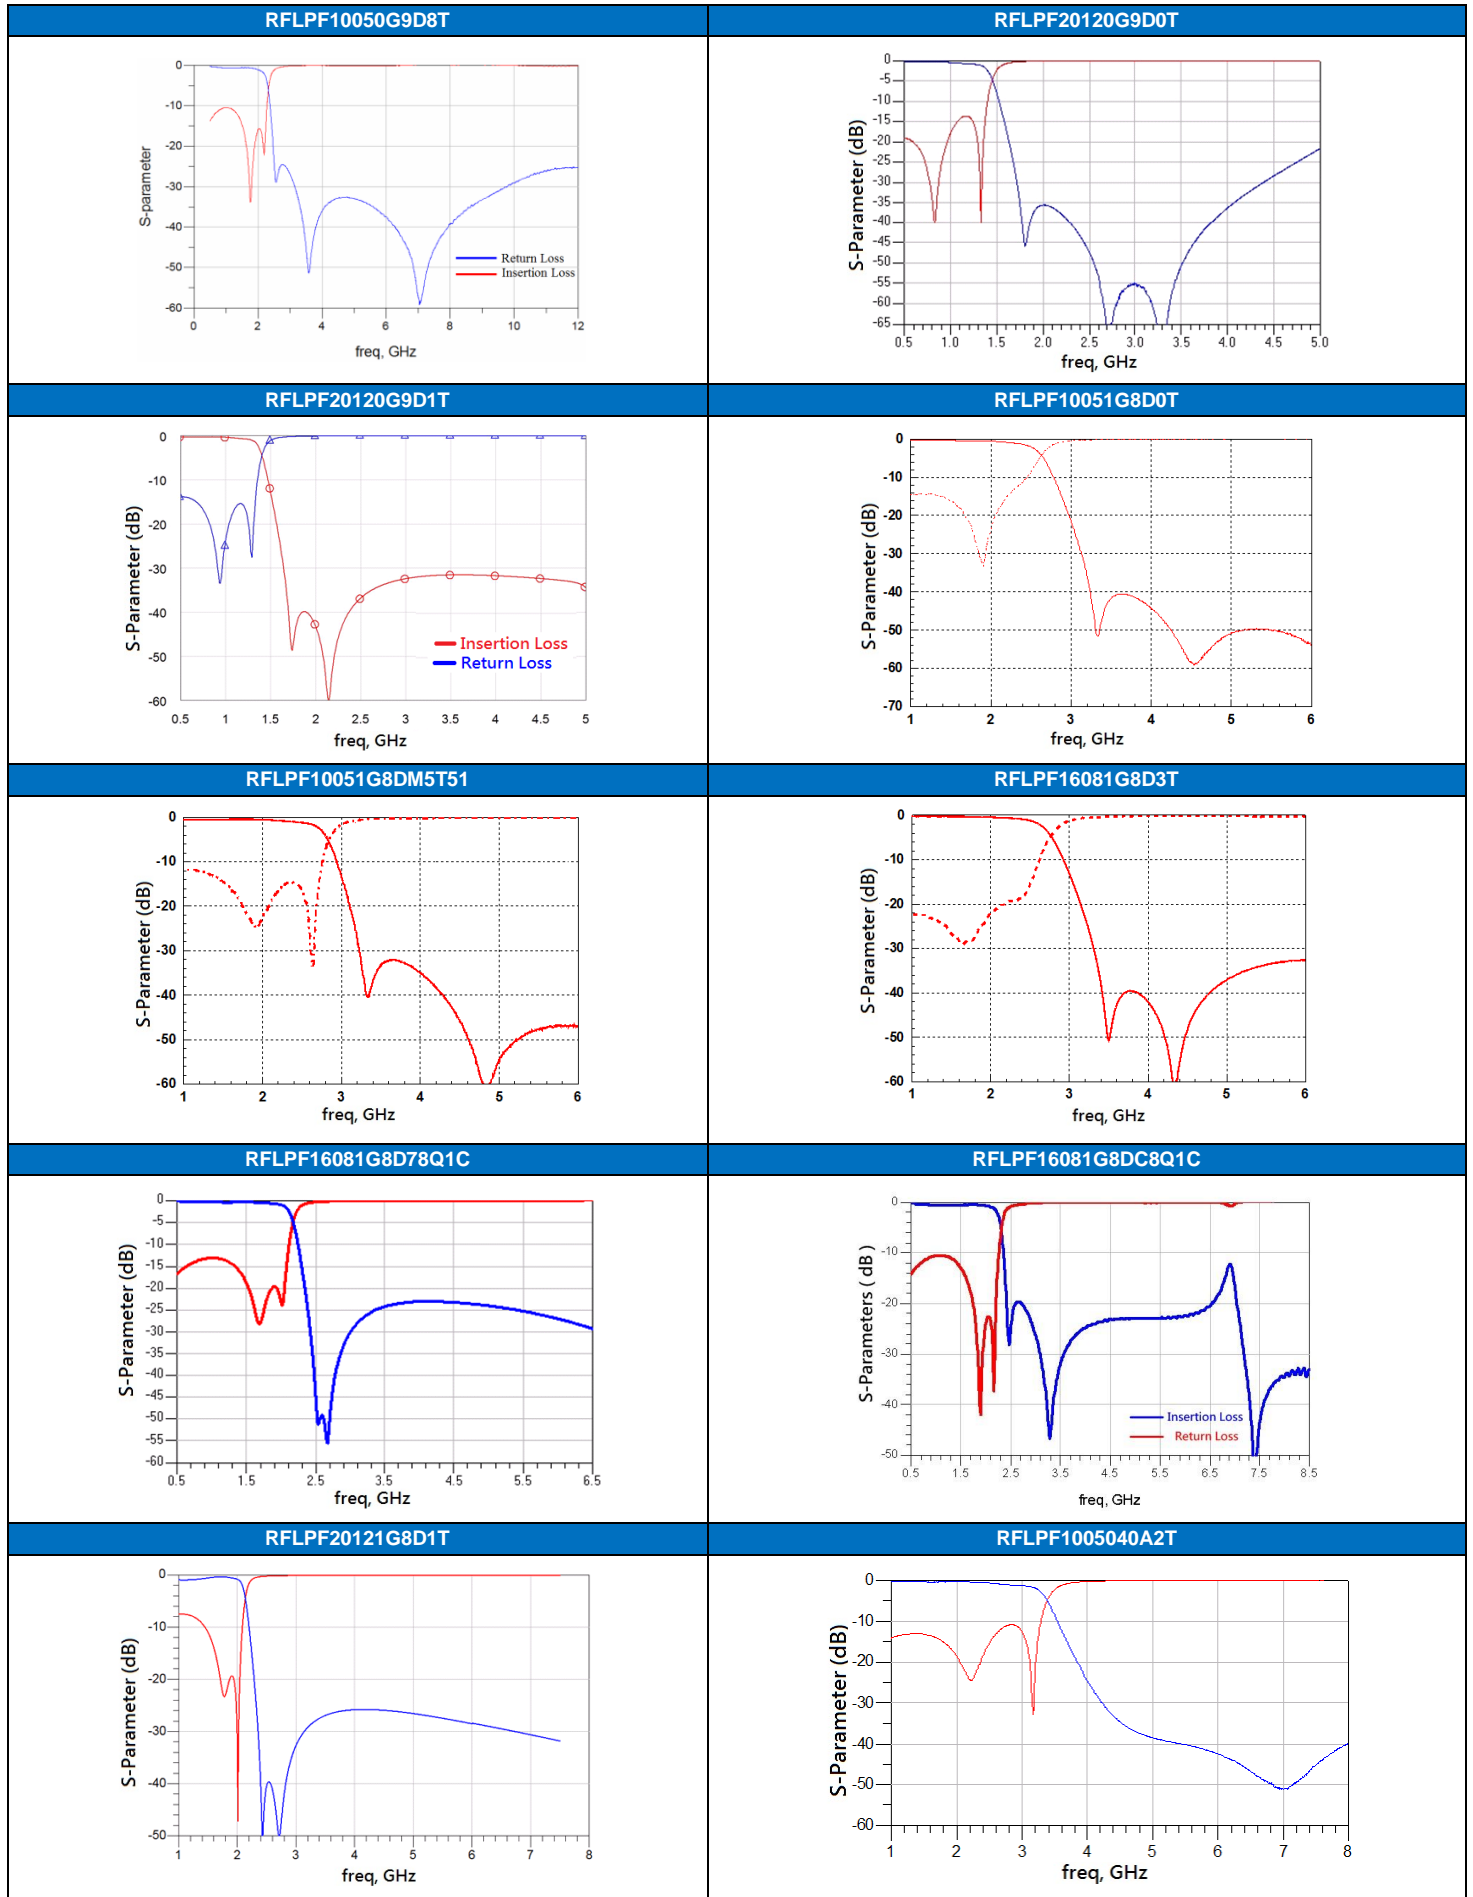 RFLPF10050G9D8T
RFLPF20120G9D0T
0
-10
-20
-30
-40
-50
-60
S-parameter
Return Loss
Insertion Loss
0 2 4 6 8 10 12
freq, GHz
0
-5
-10
-15
-20
-25
-30
-35
-40
-45
-50
-55
-60
-65
S-Parameter (dB)
0.5 1.0 1.5 2.0 2.5 3.0 3.5 4.0 4.5 5.0
freq, GHz
RFLPF20120G9D1T
RFLPF10051G8D0T
0
-10
-20
-30
-40
-50
-60
S-Parameter (dB)
Insertion Loss
Return Loss
0.5 1 1.5 2 2.5 3 3.5 4 4.5 5
freq, GHz
0
-10
-20
-30
-40
-50
-60
-70
S-Parameter (dB)
1 2 3 4 5 6
freq, GHz
RFLPF10051G8DM5T51
RFLPF16081G8D3T
0
-10
-20
-30
-40
-50
-60
S-Parameter (dB)
1 2 3 4 5 6
freq, GHz
0
-10
-20
-30
-40
-50
-60
S-Parameter (dB)
1 2 3 4 5 6
freq, GHz
RFLPF16081G8D78Q1C
RFLPF16081G8DC8Q1C
0
-5
-10
-15
-20
-25
-30
-35
-40
-45
-50
-55
-60
S-Parameter (dB)
0.5 1.5 2.5 3.5 4.5 5.5 6.5
freq, GHz
0
-10
-20
-30
-40
-50
S-Parameters ( dB )
Insertion Loss
Return Loss
0.5 1.5 2.5 3.5 4.5 5.5 6.5 7.5 8.5
freq, GHz
RFLPF20121G8D1T
RFLPF1005040A2T
0
-10
-20
-30
-40
-50
S-Parameter (dB)
1 2 3 4 5 6 7 8
freq, GHz
0
-10
-20
-30
-40
-50
-60
S-Parameter (dB)
1 2 3 4 5 6 7 8
freq, GHz